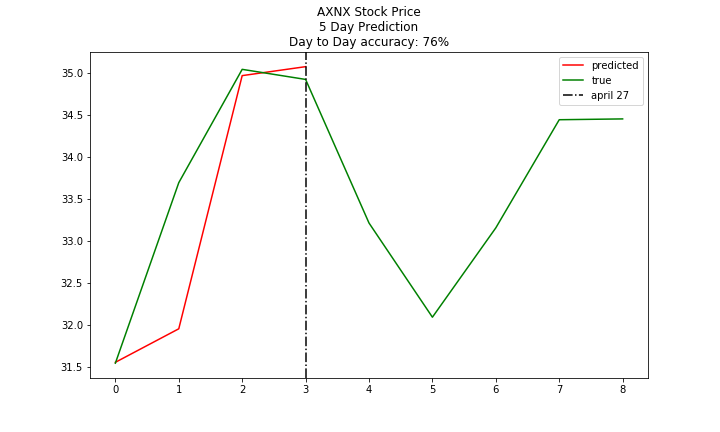 AXNX Stock Price
5 Day Prediction
Day to Day accuracy: 76%
predicted
true
april 27
35.0
34.5
34.0
33.5
33.0
32.5
32.0
31.5
0 1 2 3 4 5 6 7 8